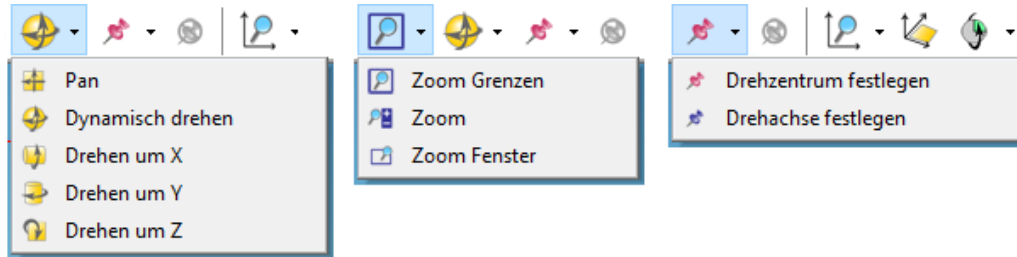 Pan
Dynamisch drehen
Drehen um X
Drehen um Y
Drehen um Z
Zoom Grenzen
Zoom
Zoom Fenster
Drehzentrum festlegen
Drehachse festlegen